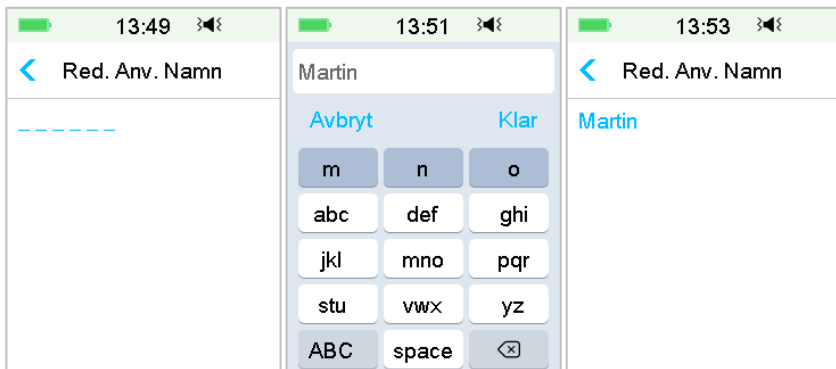 13:49
Red. Anv. Namn
_ _ _ _ _ _
13:51
Martin
Avbryt Klar
m n o
abc def ghi
jkl mno pqr
stu vwx yz
ABC space
13:53
Red. Anv. Namn
Martin